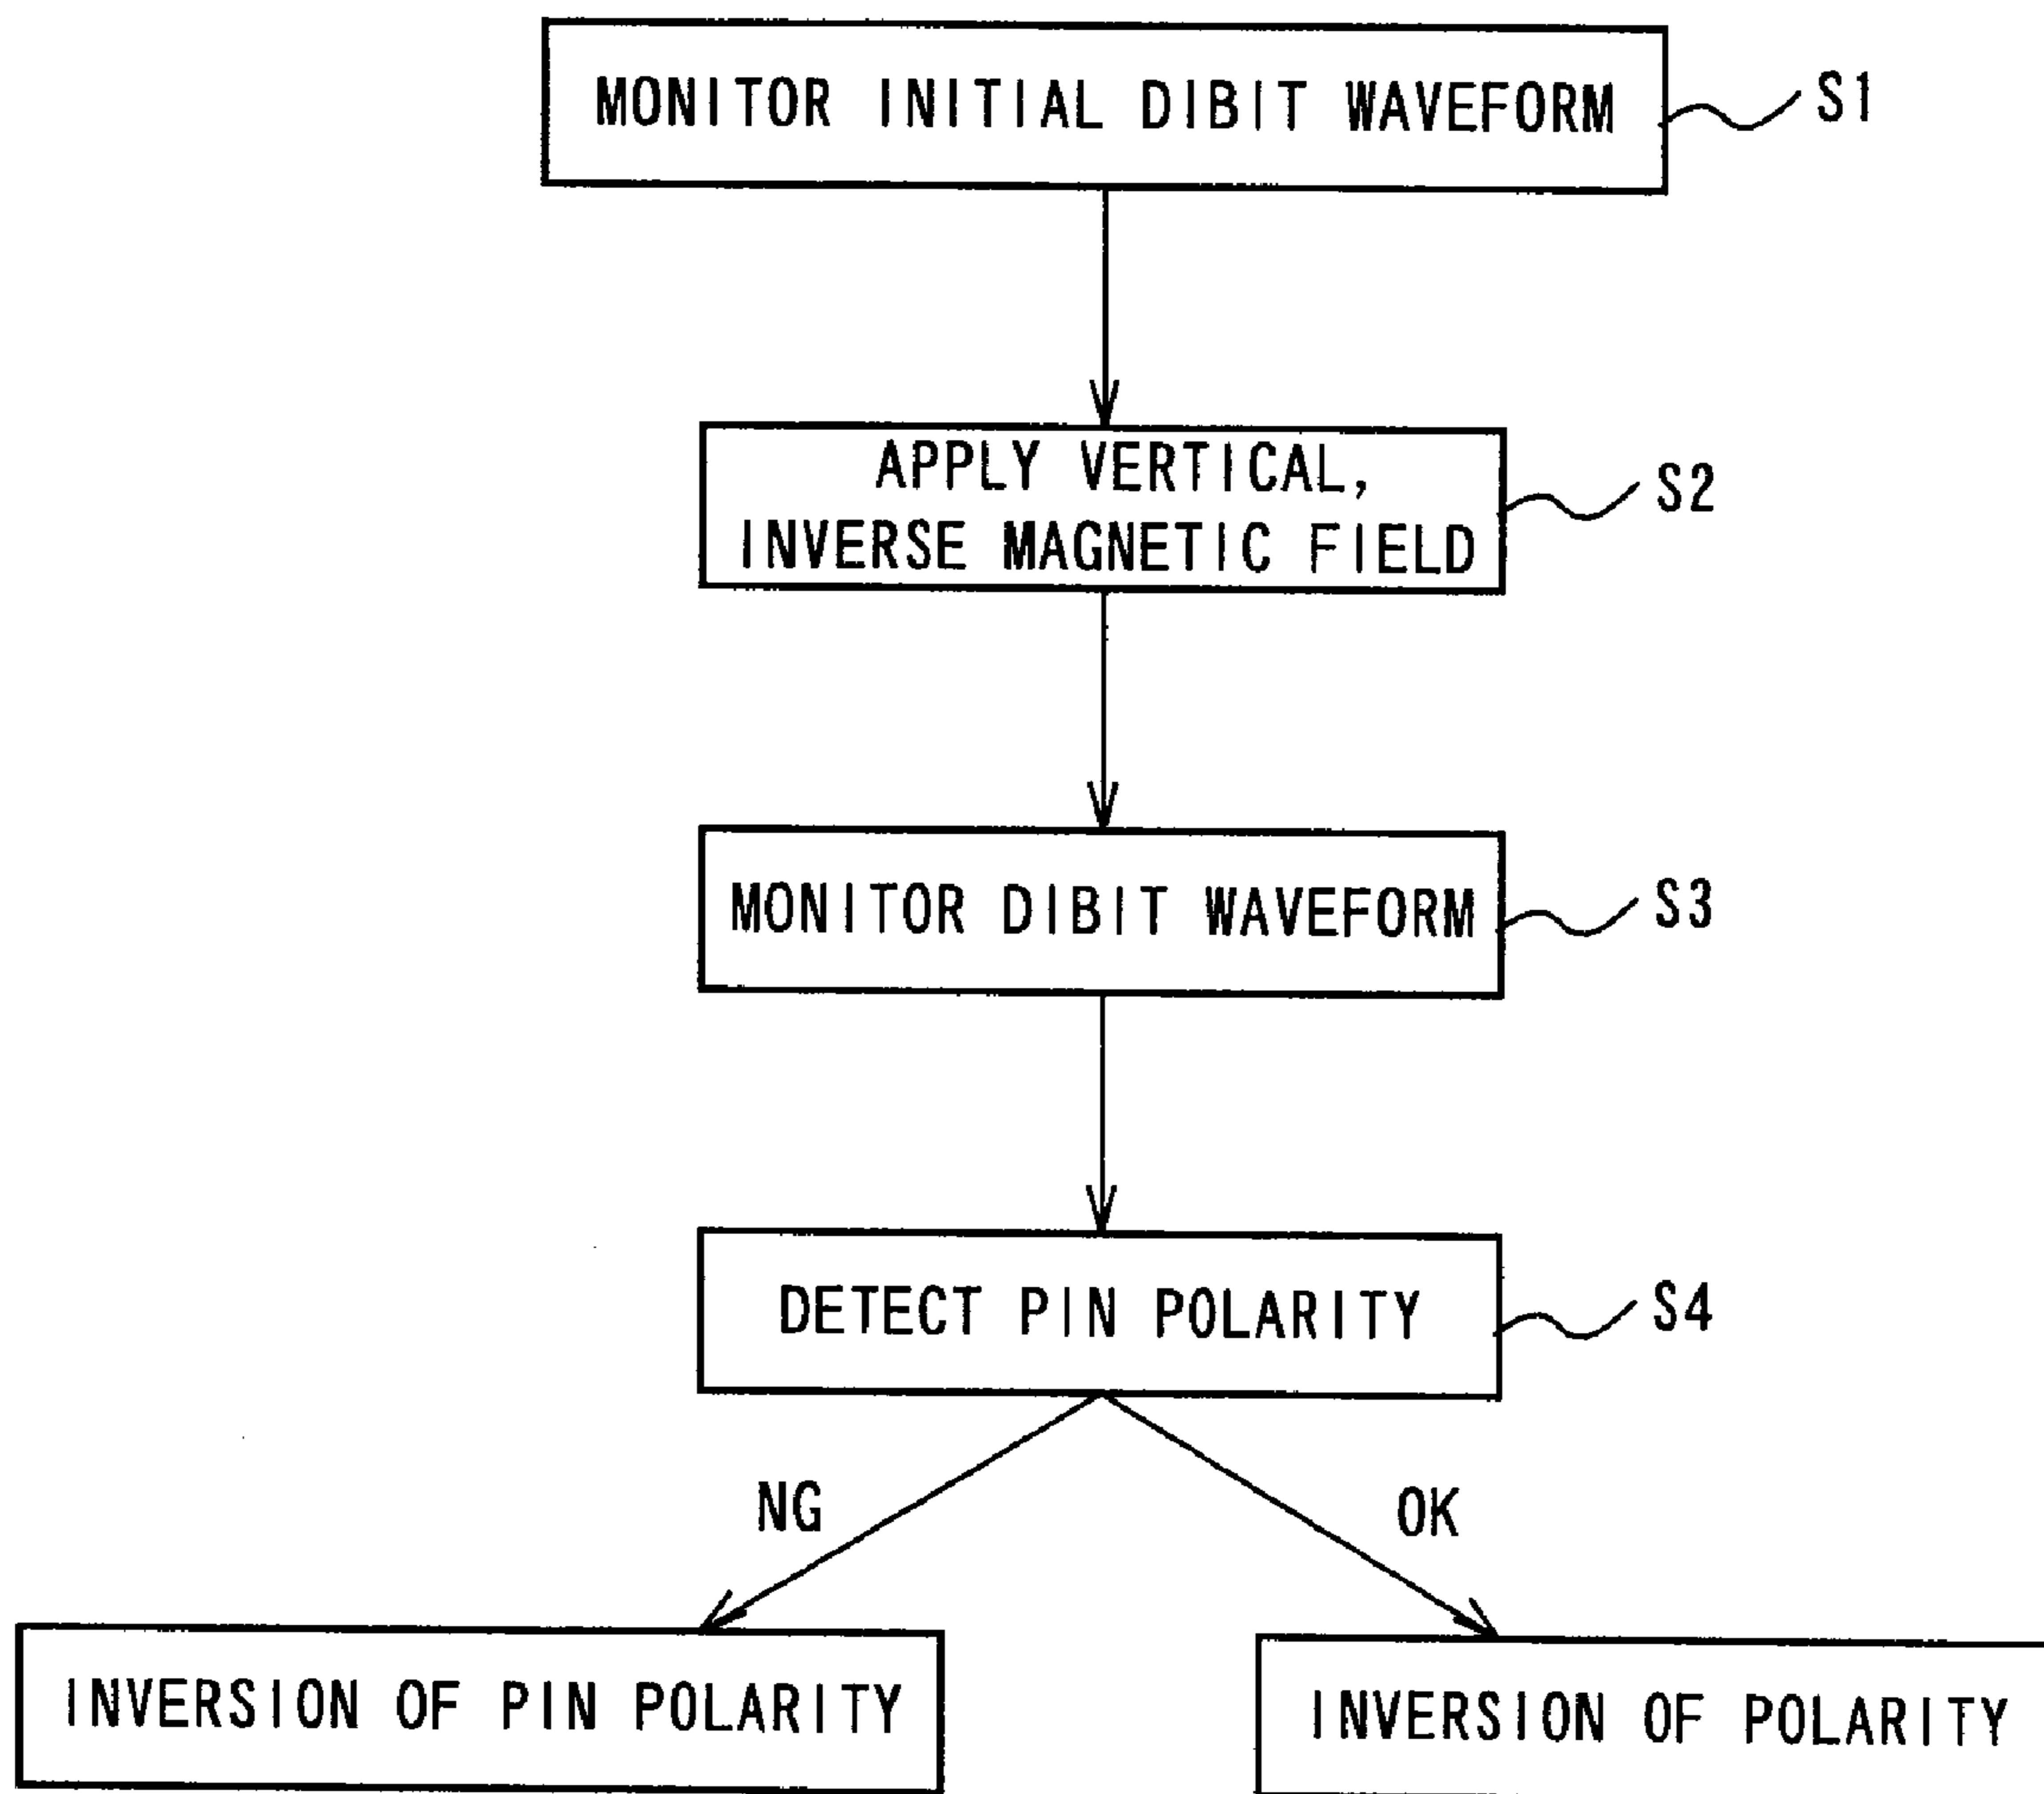 MONITOR INITIAL DIBIT WAVEFORM
S1
APPLY VERTICAL,
INVERSE MAGNETIC FIELD
S2
MONITOR DIBIT WAVEFORM
S3
DETECT PIN POLARITY
S4
NG
OK
INVERSION OF PIN POLARITY
INVERSION OF POLARITY